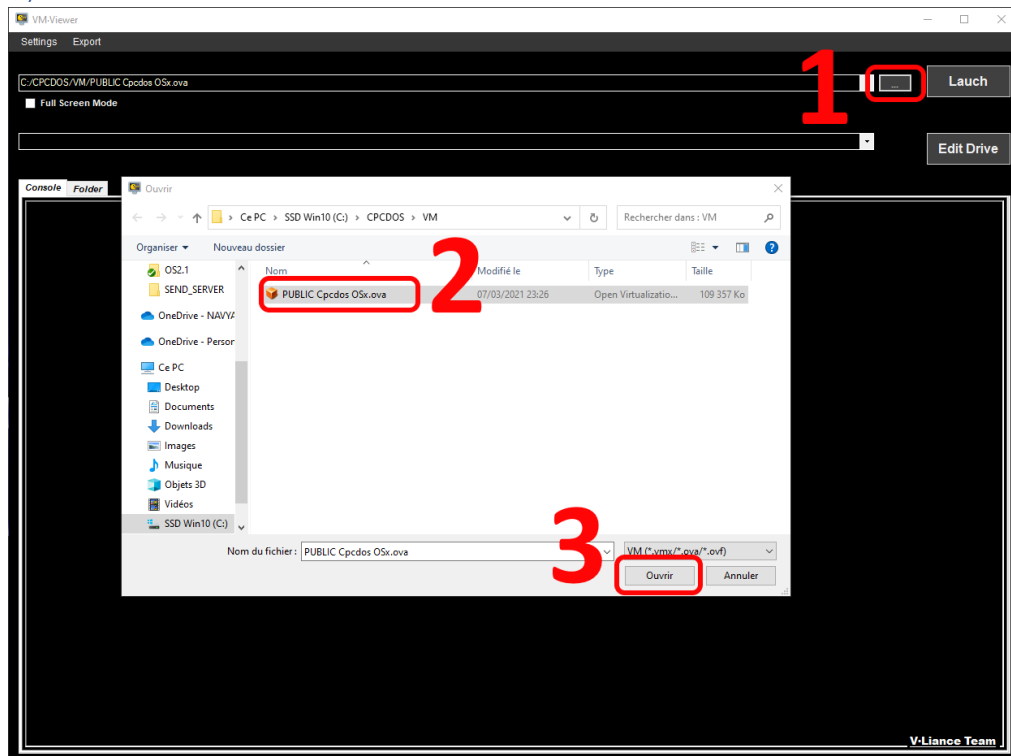 VM-Viewer
Settings Export
C:/CPCDOS/VM/PUBLIC Cpcdos OSx.ova
1
...
Lauch
Full Screen Mode
Edit Drive
Console Folder
Ouvrir
Ce PC > SSD Win10 (C:) > CPCDOS > VM
Rechercher dans : VM
Organiser Nouveau dossier
2
Nom Modifié le Type Taille
OS2.1
PUBLIC Cpcdos OSx.ova 07/03/2021 23:26 Open Virtualizatio... 109 357 Ko
SEND_SERVER
OneDrive - NAVYA
OneDrive - Person
Ce PC
Desktop
Documents
Downloads
Images
Musique
Objets 3D
Vidéos
SSD Win10 (C:)
3
Nom du fichier : PUBLIC Cpcdos OSx.ova VM (*.vmx/*.ova/*.ovf)
Ouvrir Annuler
V-Liance Team